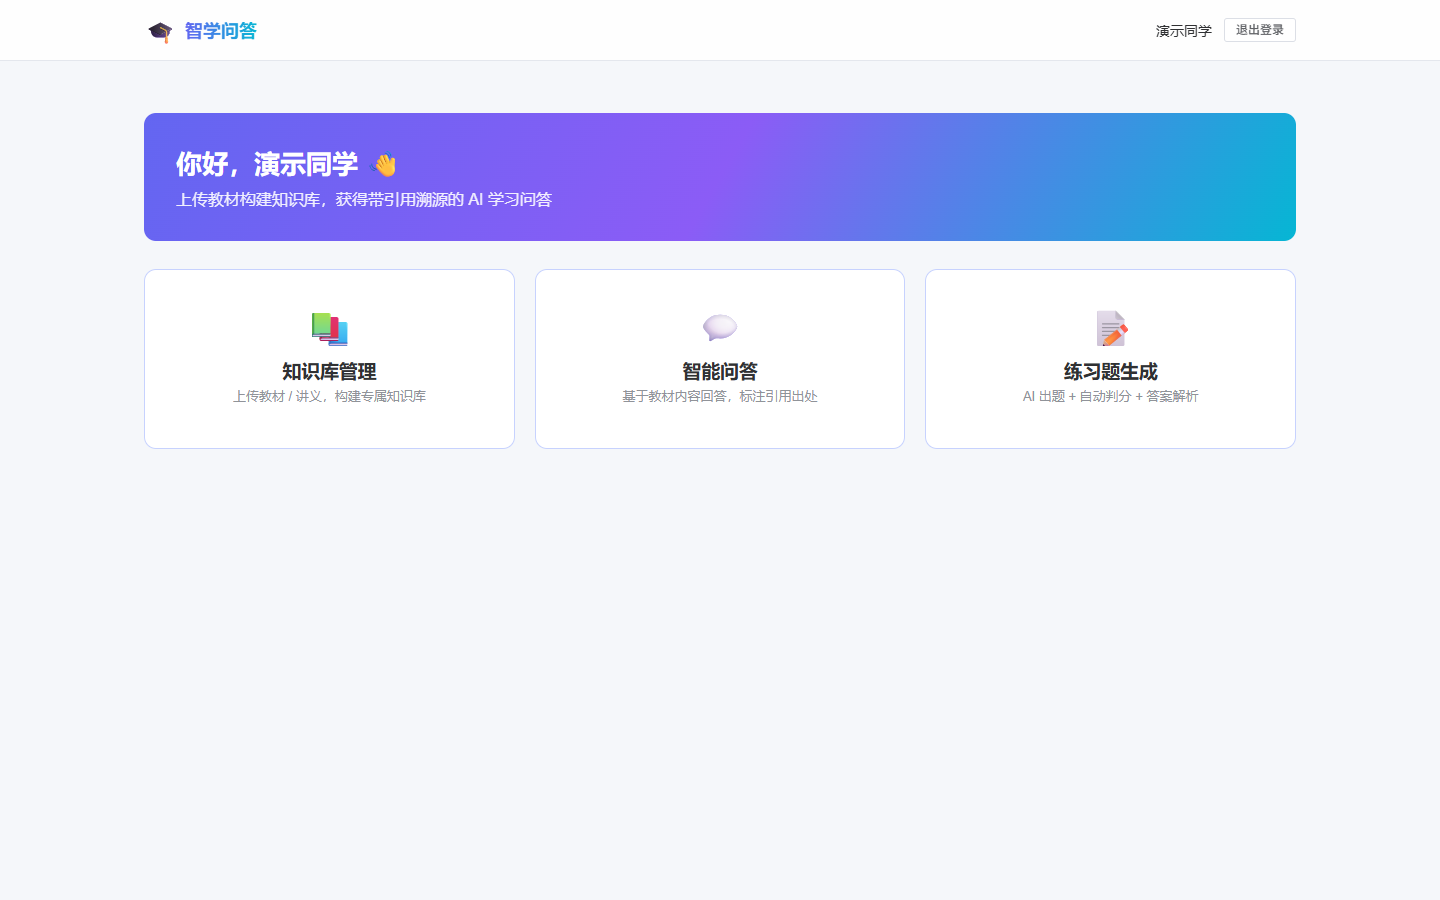 智学问答
演示同学
退出登录
你好，演示同学
上传教材构建知识库，获得带引用溯源的 AI 学习问答
知识库管理
上传教材 / 讲义，构建专属知识库
智能问答
基于教材内容回答，标注引用出处
练习题生成
AI 出题 + 自动判分 + 答案解析